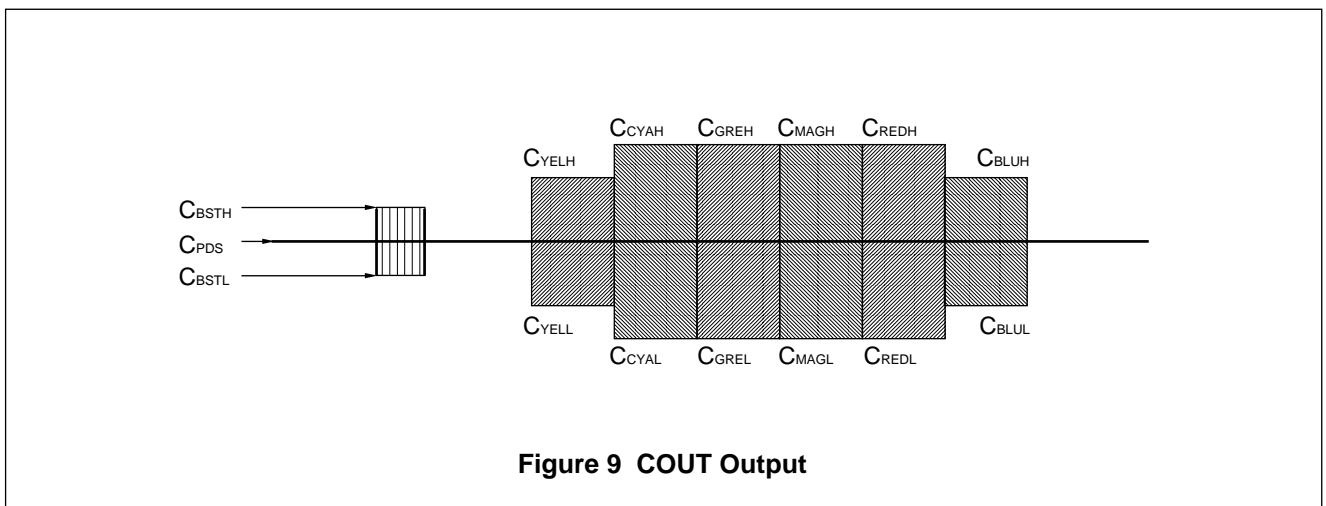 CCYAH CGREH CMAGH CREDH
CYELH CBLUH
CBSTH
CPDS
CBSTL
CYELL CBLUL
CCYAL CGREL CMAGL CREDL
Figure 9 COUT Output